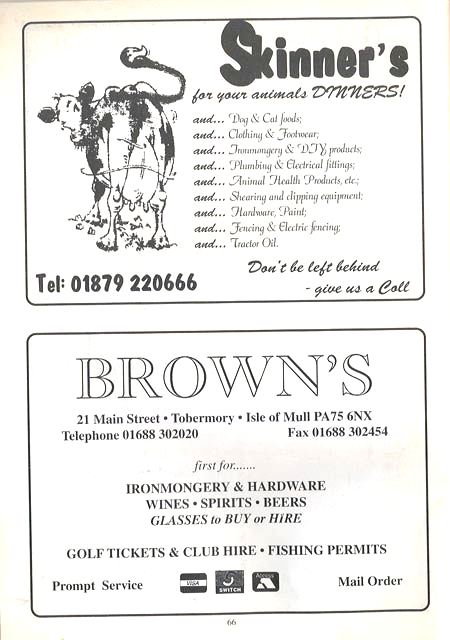 Skinner's
for your animals DINNERS!
and... Dog & Cat foods;
and... Clothing & Footwear;
and... Ironmongery & D.I.Y. products;
and... Plumbing & Electrical fittings;
and... Animal Health Products, etc.;
and... Shearing and clipping equipment;
and... Hardware, Paint;
and... Fencing & Electric fencing;
and... Tractor Oil.
Don't be left behind
- give us a Coll
Tel: 01879 220666
BROWN'S
21 Main Street • Tobermory • Isle of Mull PA75 6NX
Telephone 01688 302020 Fax 01688 302454
first for.......
IRONMONGERY & HARDWARE
WINES • SPIRITS • BEERS
GLASSES to BUY or HIRE
GOLF TICKETS & CLUB HIRE • FISHING PERMITS
Prompt Service VISA SWITCH Access Mail Order
66